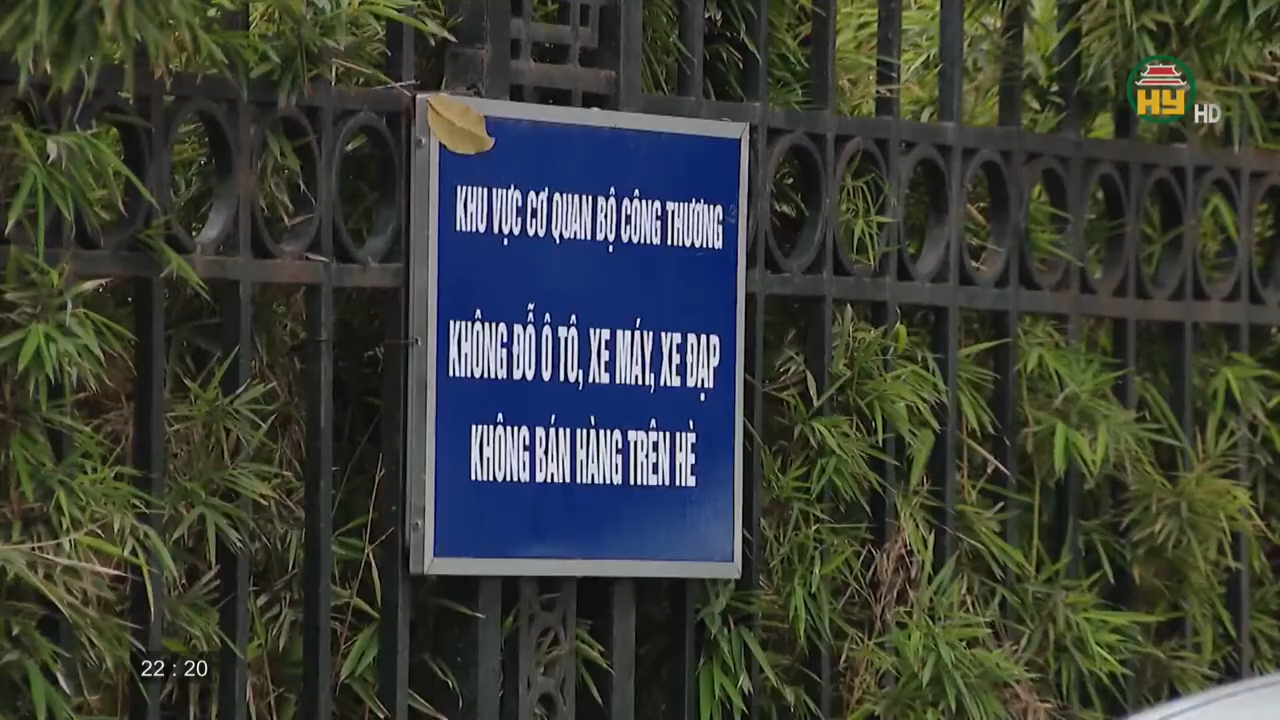 HY HD
KHU VỰC CƠ QUAN BỘ CÔNG THƯƠNG
KHÔNG ĐỖ Ô TÔ, XE MÁY, XE ĐẠP
KHÔNG BÁN HÀNG TRÊN HÈ
22 : 20